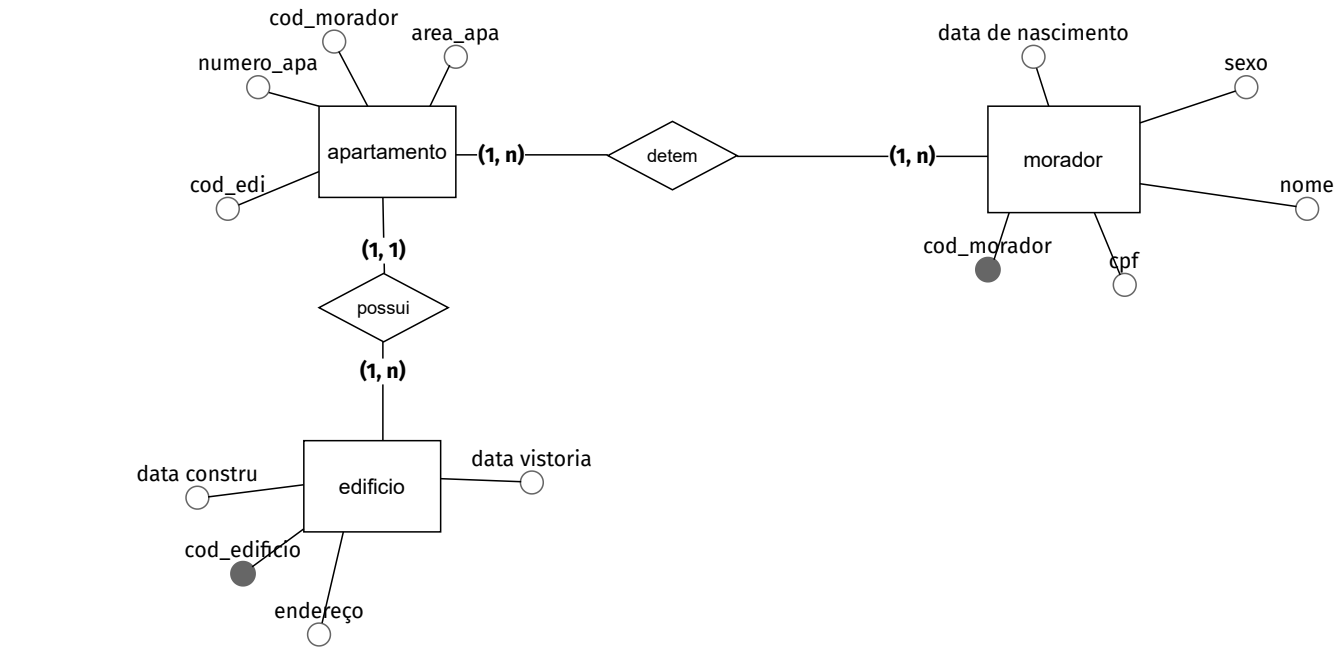 cod_morador
area_apa
numero_apa
apartamento
cod_edi
(1, n)
detem
(1, n)
data de nascimento
sexo
morador
nome
cod_morador
cpf
(1, 1)
possui
(1, n)
data constru
edificio
data vistoria
cod_edificio
endereço